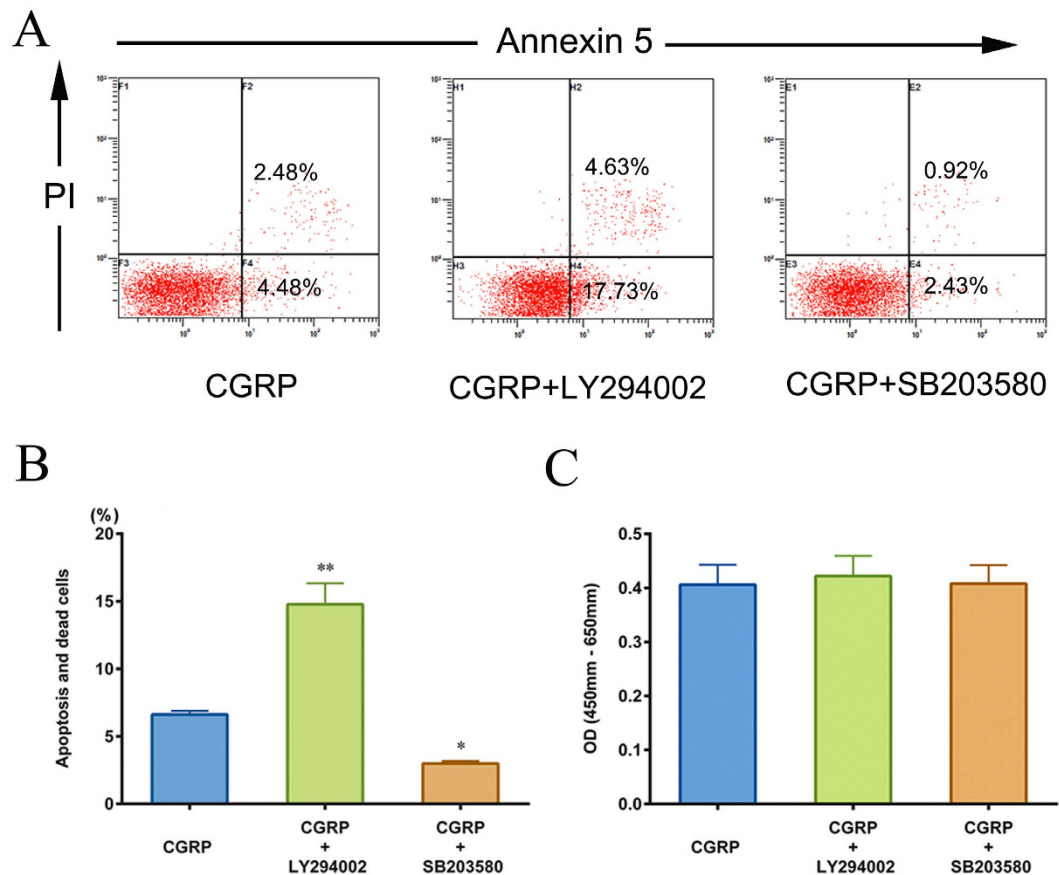 A
Annexin 5
PI
F1 F2
2.48%
F3 F4
4.48%
CGRP
H1 H2
4.63%
H3 H4
17.73%
CGRP+LY294002
E1 E2
0.92%
E3 E4
2.43%
CGRP+SB203580
B
(%)
Apoptosis and dead cells
20
15
10
5
0
**
*
CGRP
CGRP
+
LY294002
CGRP
+
SB203580
C
OD (450mm - 650mm)
0.5
0.4
0.3
0.2
0.1
0.0
CGRP
CGRP
+
LY294002
CGRP
+
SB203580